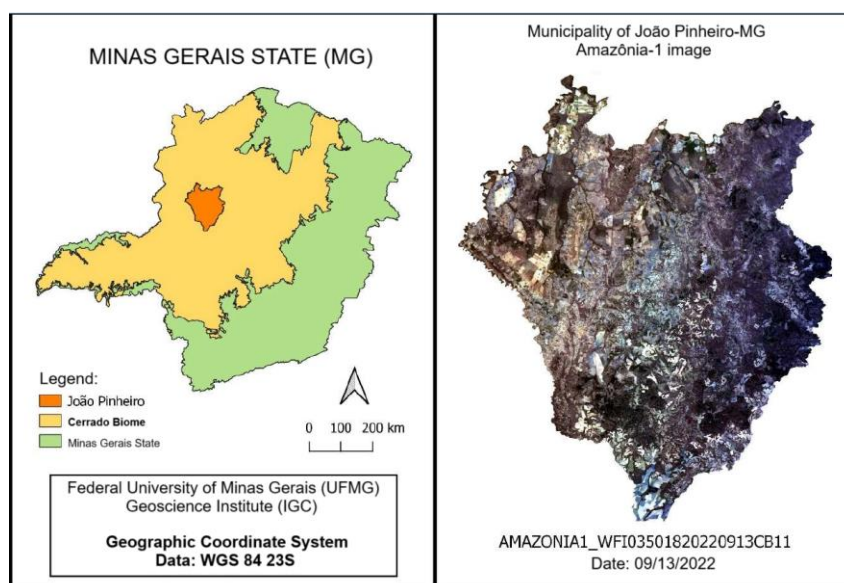 MINAS GERAIS STATE (MG)
Legend:
João Pinheiro
Cerrado Biome
Minas Gerais State
0 100 200 km
Federal University of Minas Gerais (UFMG)
Geoscience Institute (IGC)
Geographic Coordinate System
Data: WGS 84 23S
Municipality of João Pinheiro-MG
Amazônia-1 image
AMAZONIA1_WFI03501820220913CB11
Date: 09/13/2022